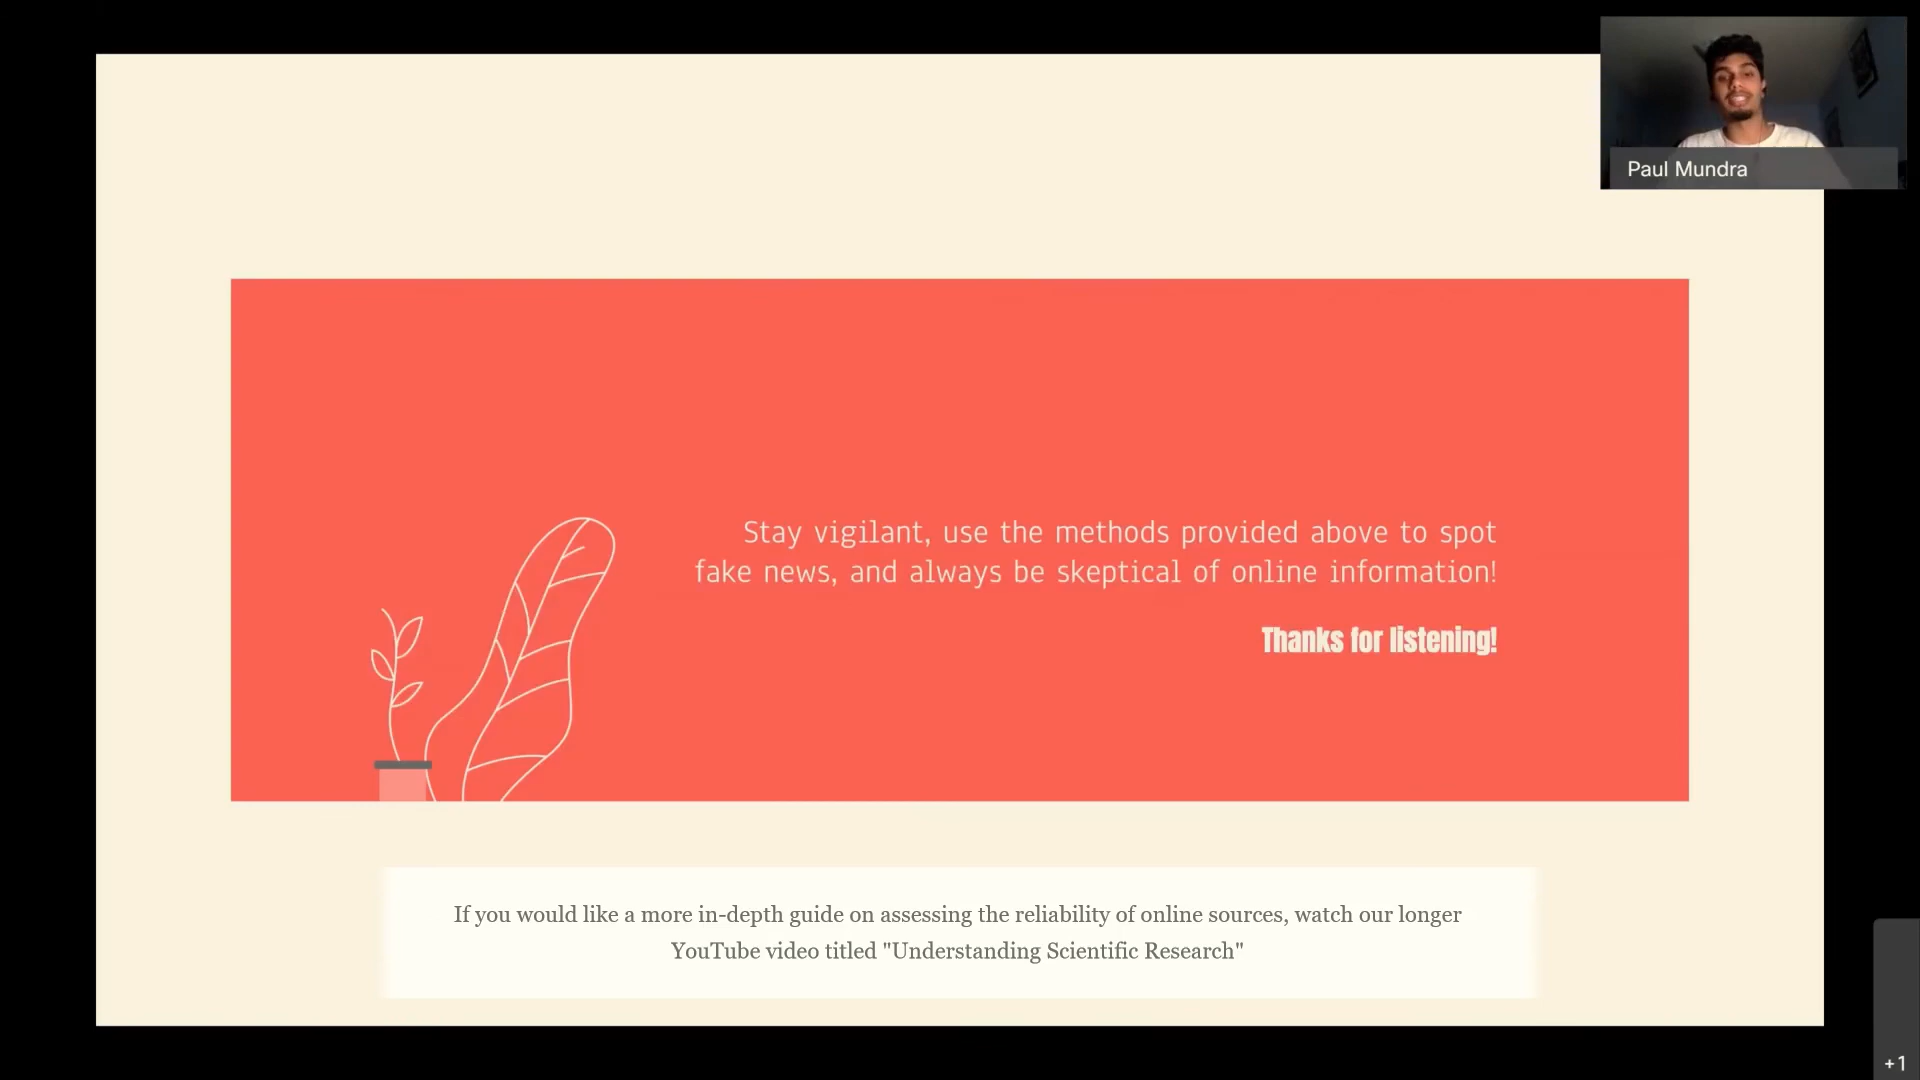 Paul Mundra
Stay vigilant, use the methods provided above to spot
fake news, and always be skeptical of online information!
Thanks for listening!
If you would like a more in-depth guide on assessing the reliability of online sources, watch our longer
YouTube video titled "Understanding Scientific Research"
+1